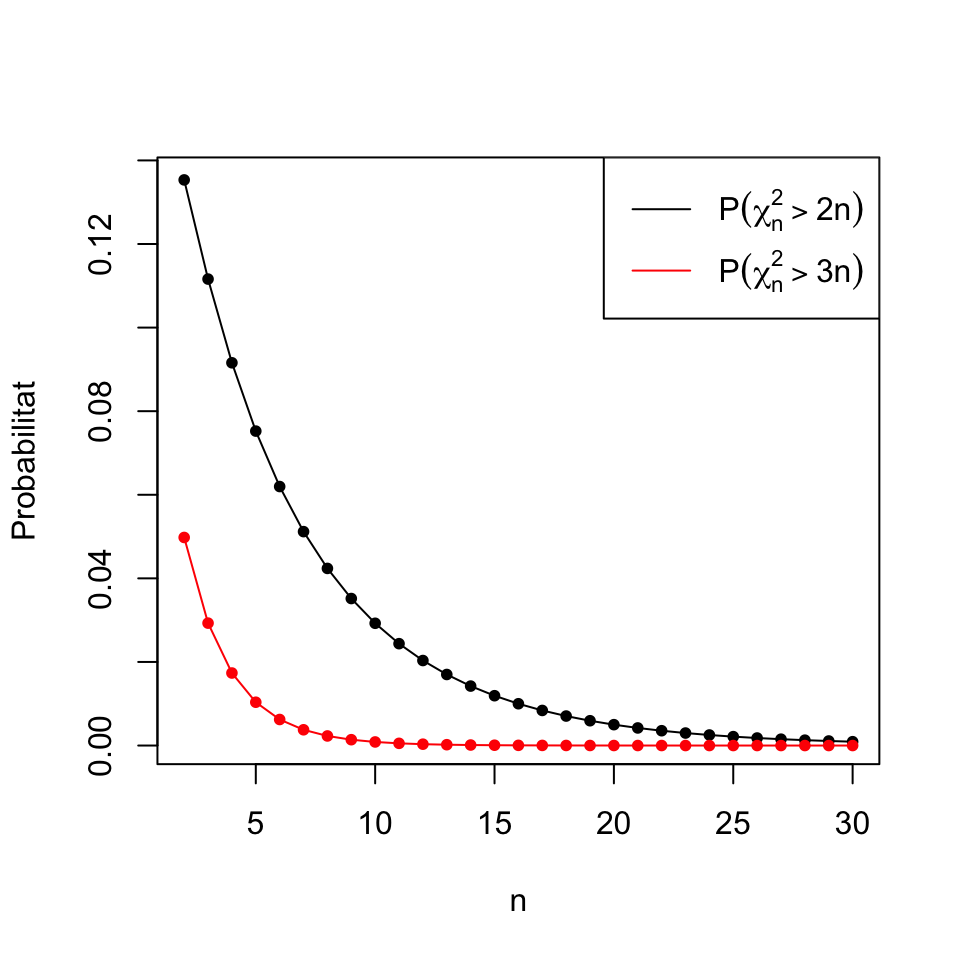 P(χ²ₙ > 2n)
P(χ²ₙ > 3n)
Probabilitat
0.12
0.08
0.04
0.00
5 10 15 20 25 30
n